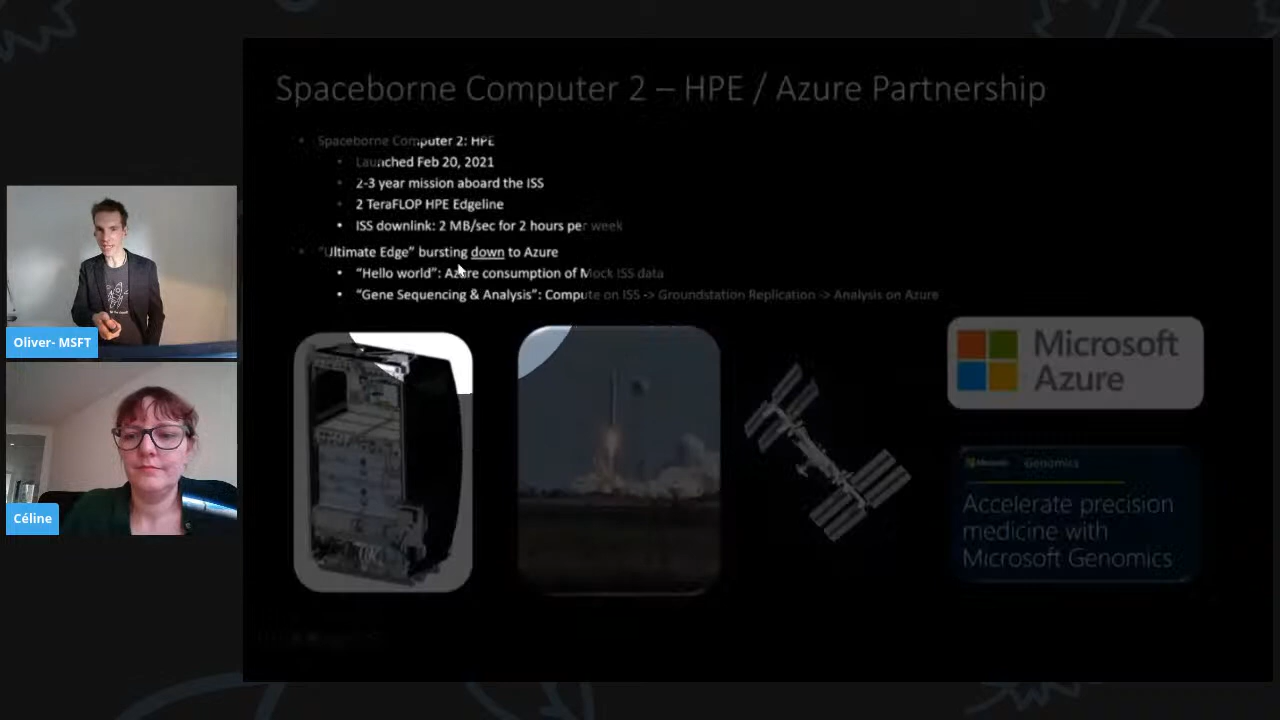 Spaceborne Computer 2 – HPE / Azure Partnership
• Spaceborne Computer 2: HPE
• Launched Feb 20, 2021
• 2-3 year mission aboard the ISS
• 2 TeraFLOP HPE Edgeline
• ISS downlink: 2 MB/sec for 2 hours per week
• "Ultimate Edge" bursting down to Azure
• "Hello world": Azure consumption of Mock ISS data
• "Gene Sequencing & Analysis": Compute on ISS -> Groundstation Replication -> Analysis on Azure
Oliver- MSFT
Céline
Microsoft
Azure
Microsoft Genomics
Accelerate precision
medicine with
Microsoft Genomics